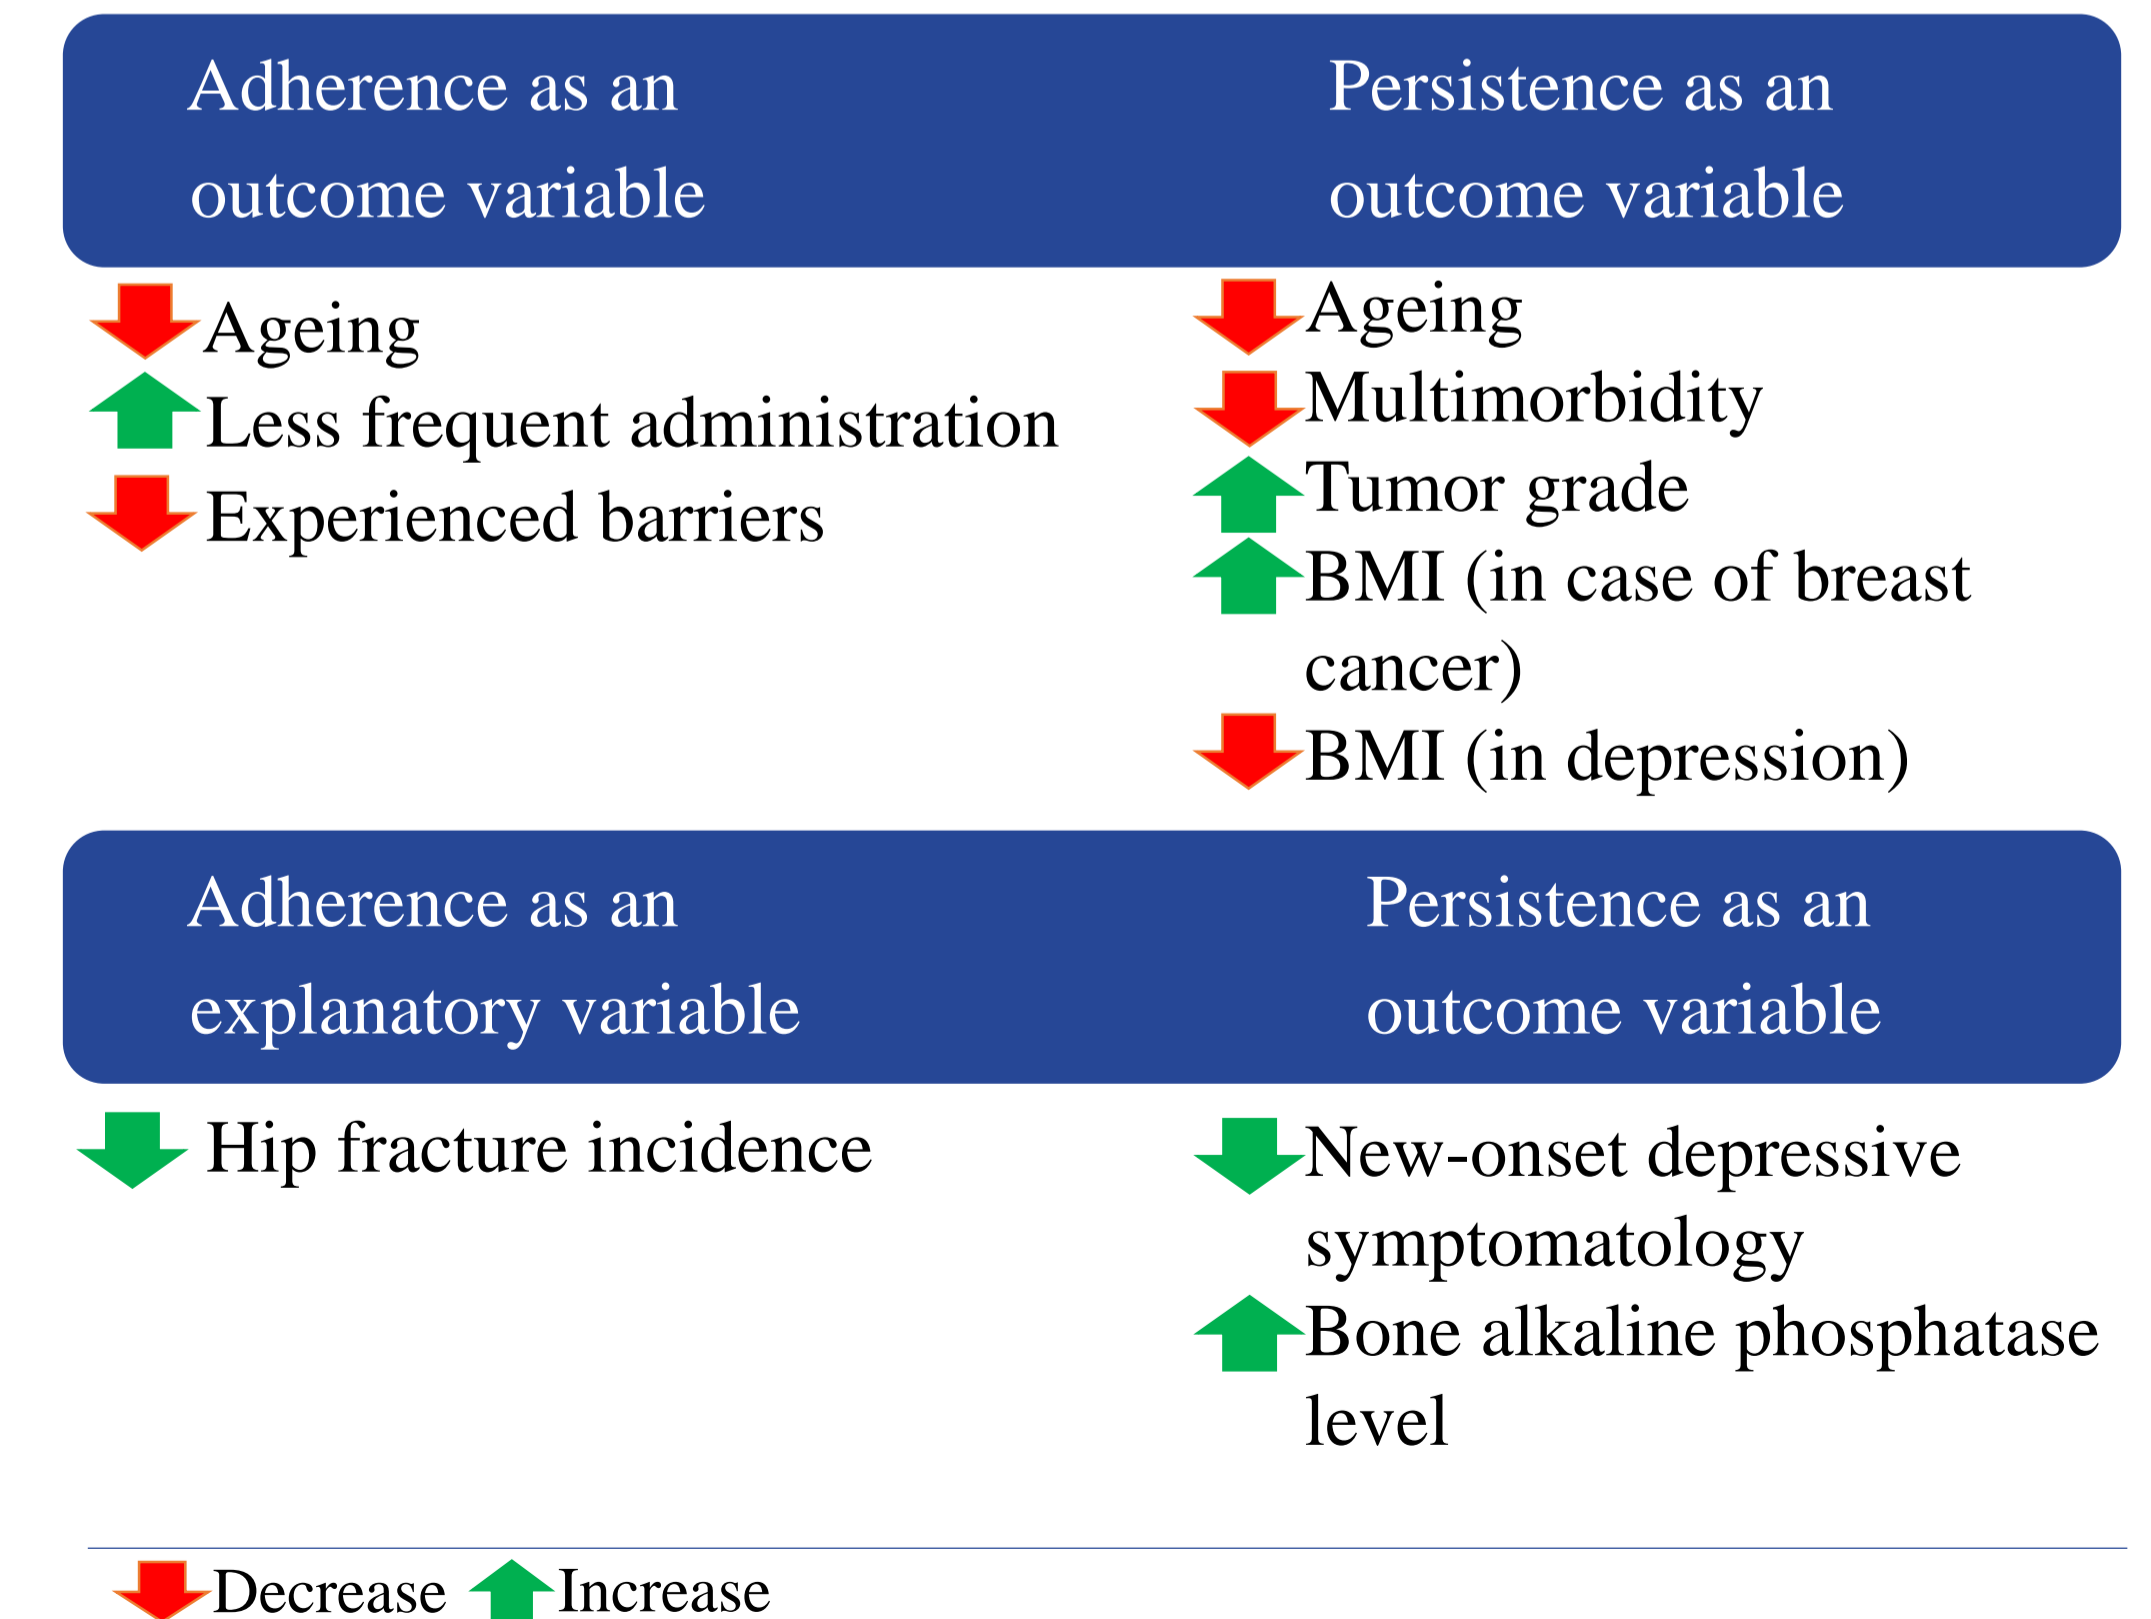 Adherence as an
outcome variable
Persistence as an
outcome variable
Ageing
Less frequent administration
Experienced barriers
Ageing
Multimorbidity
Tumor grade
BMI (in case of breast
cancer)
BMI (in depression)
Adherence as an
explanatory variable
Persistence as an
outcome variable
Hip fracture incidence
New-onset depressive
symptomatology
Bone alkaline phosphatase
level
Decrease
Increase